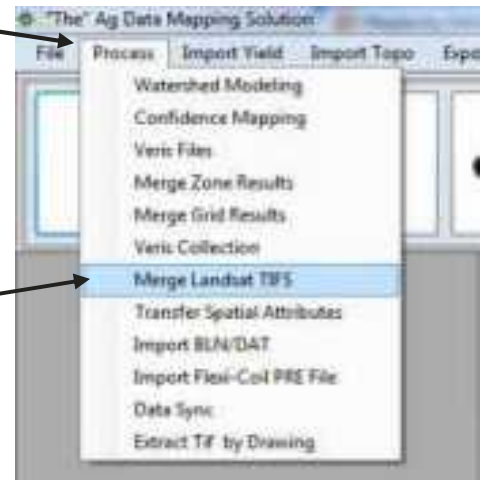 "The" Ag Data Mapping Solution
File Process Import Yield Import Topo Expo
Watershed Modeling
Confidence Mapping
Veris Files
Merge Zone Results
Merge Grid Results
Veris Collection
Merge Landsat TIFS
Transfer Spatial Attributes
Import BLN/DAT
Import Flexi-Coil PRE File
Data Sync
Extract Tif by Drawing